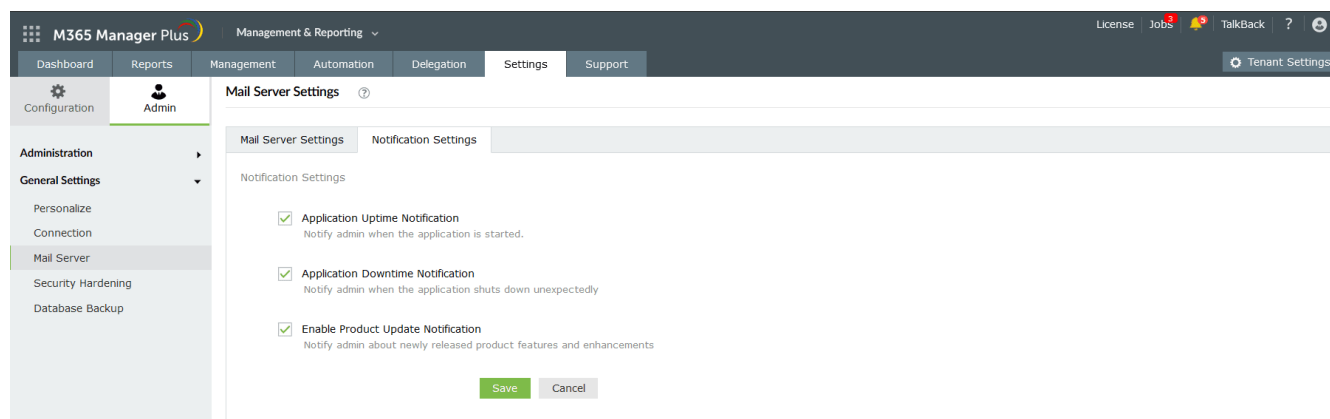 M365 Manager Plus Management & Reporting License Jobs 3 5 TalkBack ?
Dashboard Reports Management Automation Delegation Settings Support Tenant Settings
Configuration Admin
Mail Server Settings ?
Mail Server Settings Notification Settings
Administration
General Settings
Personalize
Connection
Mail Server
Security Hardening
Database Backup
Notification Settings
Application Uptime Notification
Notify admin when the application is started.
Application Downtime Notification
Notify admin when the application shuts down unexpectedly
Enable Product Update Notification
Notify admin about newly released product features and enhancements
Save Cancel